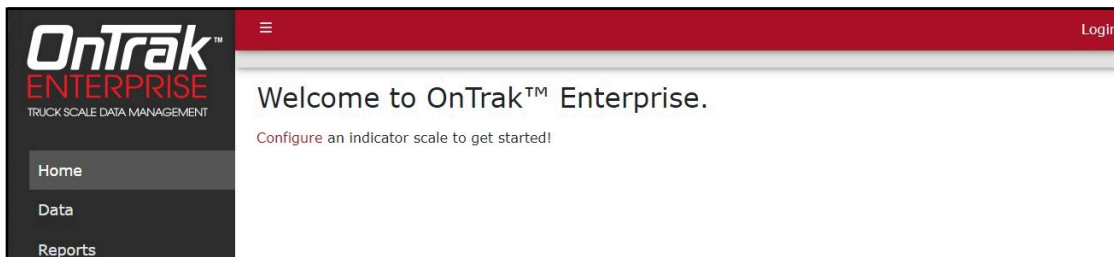 OnTrak™
ENTERPRISE
TRUCK SCALE DATA MANAGEMENT
Home
Data
Reports
Login
Welcome to OnTrak™ Enterprise.
Configure an indicator scale to get started!